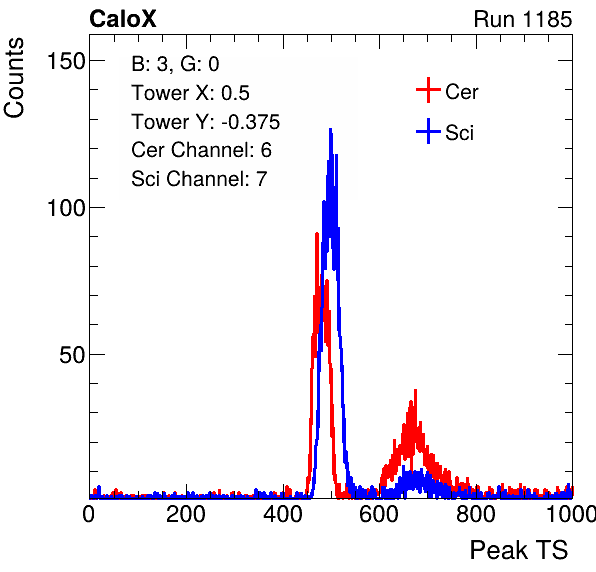 CaloX Run 1185
Counts
150
100
50
B: 3, G: 0
Tower X: 0.5
Tower Y: -0.375
Cer Channel: 6
Sci Channel: 7
Cer
Sci
0 200 400 600 800 1000
Peak TS